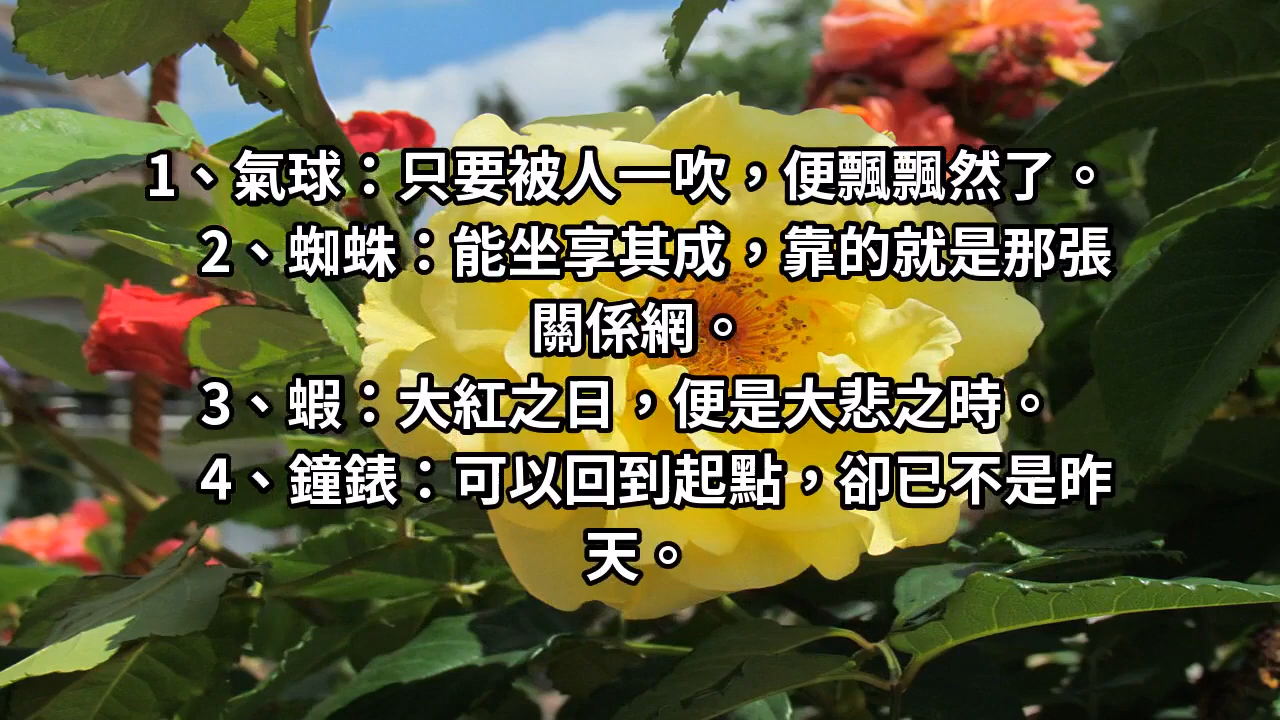 1、氣球：只要被人一吹，便飄飄然了。
2、蜘蛛：能坐享其成，靠的就是那張
關係網。
3、蝦：大紅之日，便是大悲之時。
4、鐘錶：可以回到起點，卻已不是昨
天。